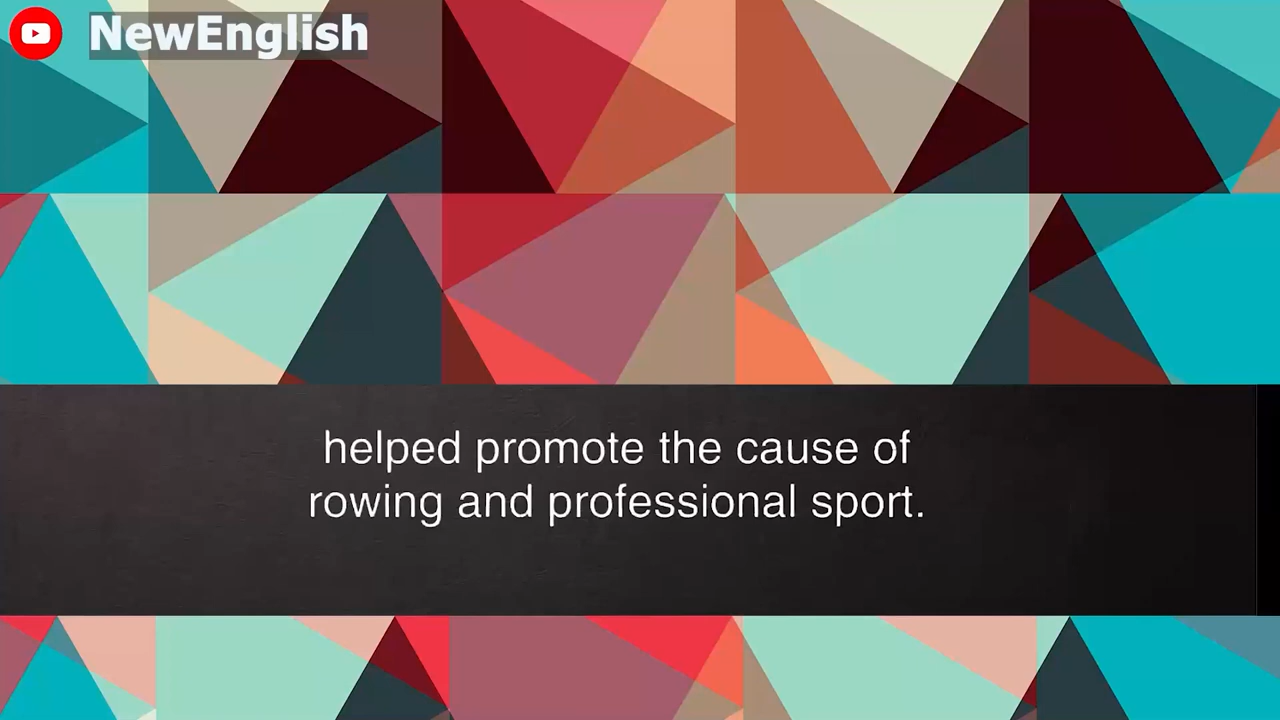 NewEnglish
helped promote the cause of
rowing and professional sport.